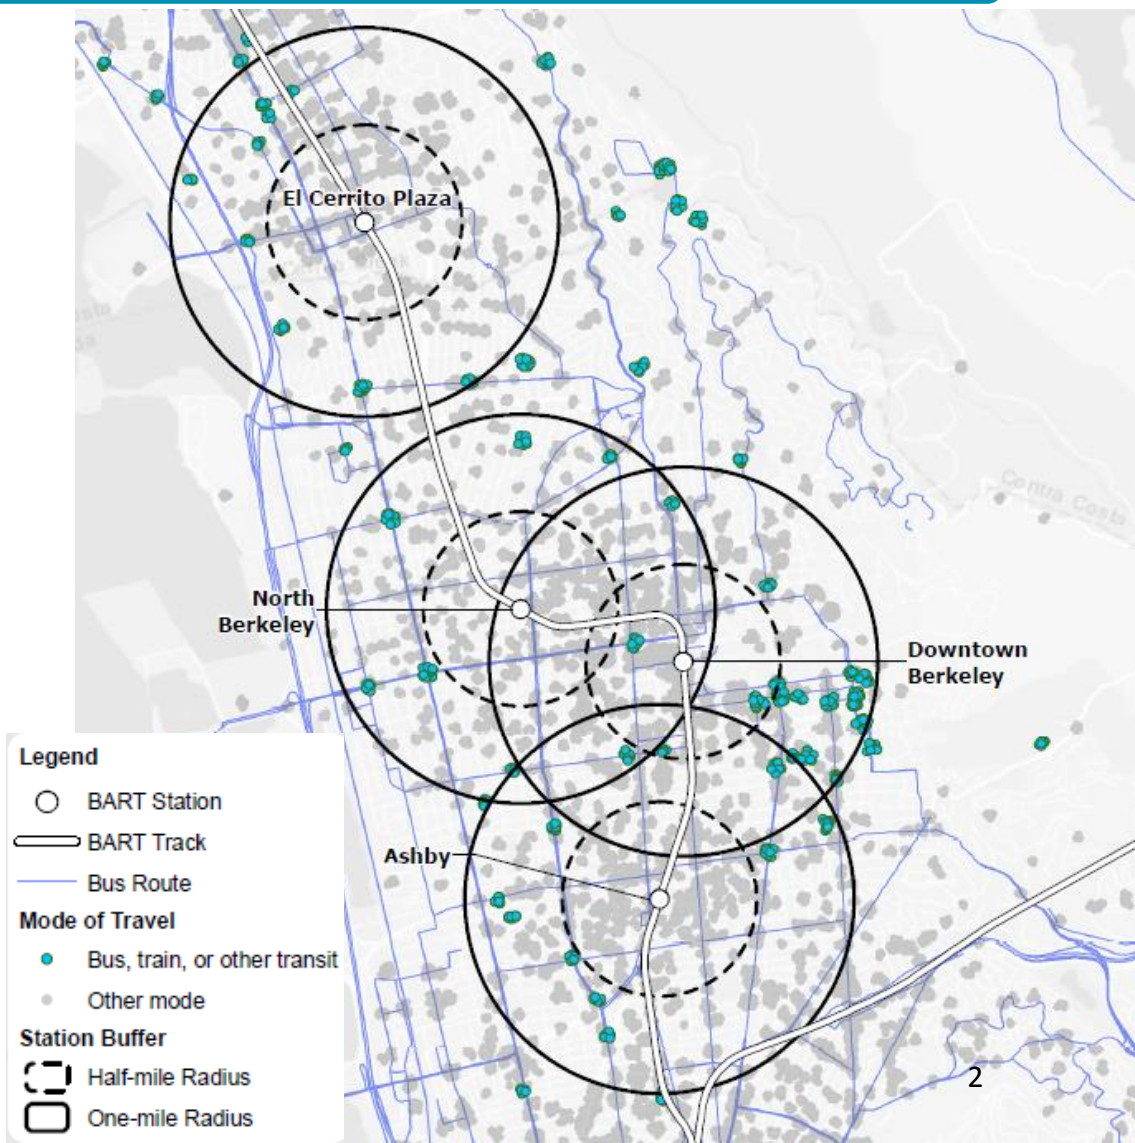 El Cerrito Plaza
Contra Costa
North
Berkeley
Downtown
Berkeley
Ashby
Legend
BART Station
BART Track
Bus Route
Mode of Travel
Bus, train, or other transit
Other mode
Station Buffer
Half-mile Radius
One-mile Radius
2